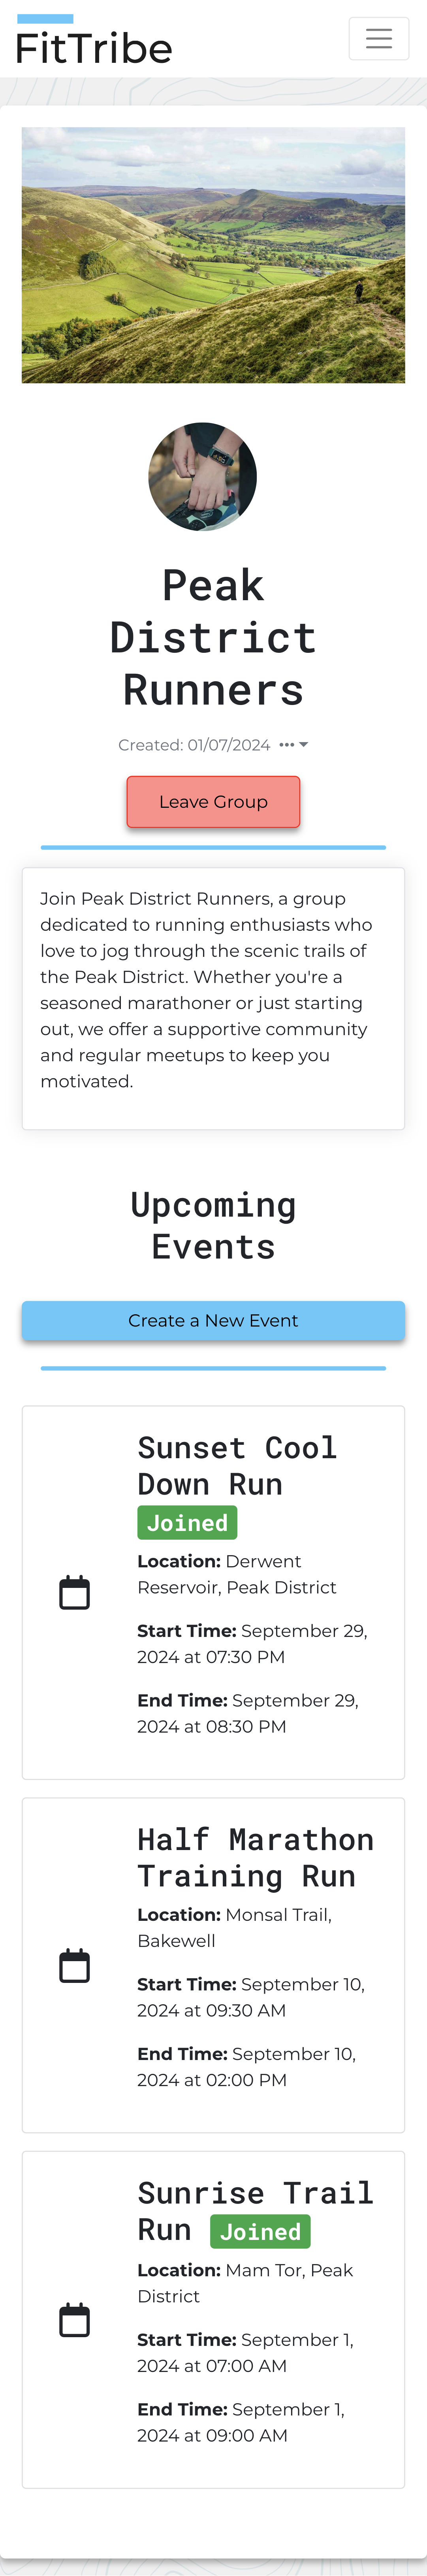 FitTribe
Peak
District
Runners
Created: 01/07/2024 •••
Leave Group
Join Peak District Runners, a group
dedicated to running enthusiasts who
love to jog through the scenic trails of
the Peak District. Whether you're a
seasoned marathoner or just starting
out, we offer a supportive community
and regular meetups to keep you
motivated.
Upcoming
Events
Create a New Event
Sunset Cool
Down Run
Joined
Location: Derwent
Reservoir, Peak District
Start Time: September 29,
2024 at 07:30 PM
End Time: September 29,
2024 at 08:30 PM
Half Marathon
Training Run
Location: Monsal Trail,
Bakewell
Start Time: September 10,
2024 at 09:30 AM
End Time: September 10,
2024 at 02:00 PM
Sunrise Trail
Run Joined
Location: Mam Tor, Peak
District
Start Time: September 1,
2024 at 07:00 AM
End Time: September 1,
2024 at 09:00 AM